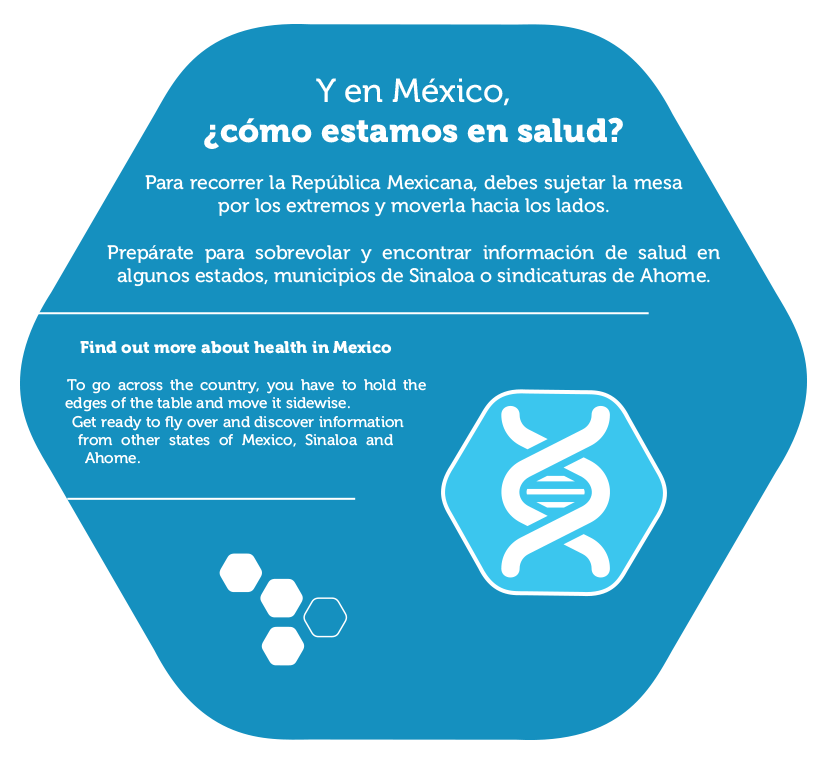 Y en México,
¿cómo estamos en salud?
Para recorrer la República Mexicana, debes sujetar la mesa
por los extremos y moverla hacia los lados.
Prepárate para sobrevolar y encontrar información de salud en
algunos estados, municipios de Sinaloa o sindicaturas de Ahome.
Find out more about health in Mexico
To go across the country, you have to hold the
edges of the table and move it sidewise.
Get ready to fly over and discover information
from other states of Mexico, Sinaloa and
Ahome.